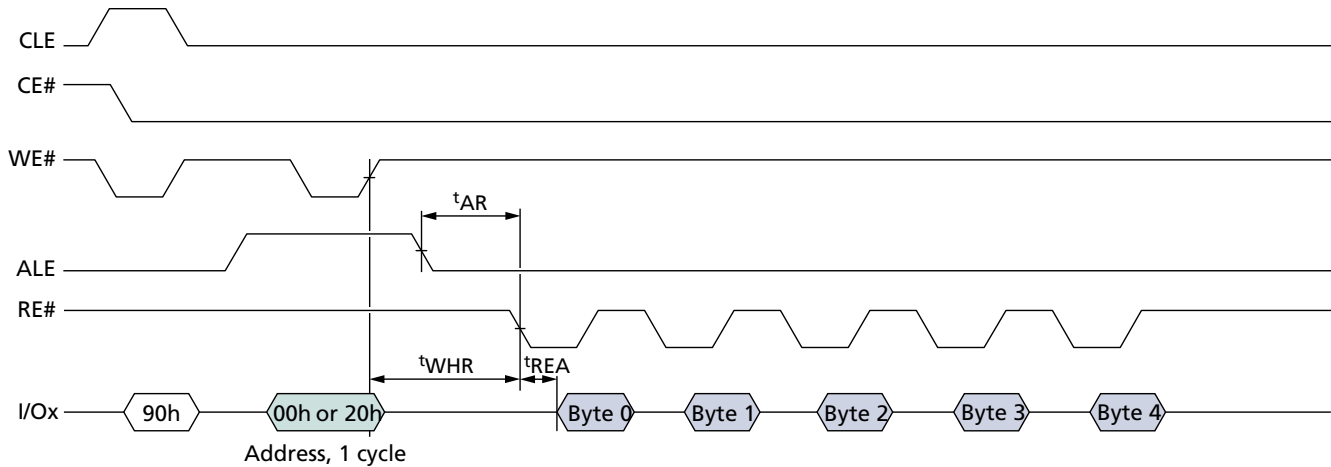 CLE
CE#
WE#
tAR
ALE
RE#
tWHR
tREA
I/Ox
90h
00h or 20h
Byte 0
Byte 1
Byte 2
Byte 3
Byte 4
Address, 1 cycle